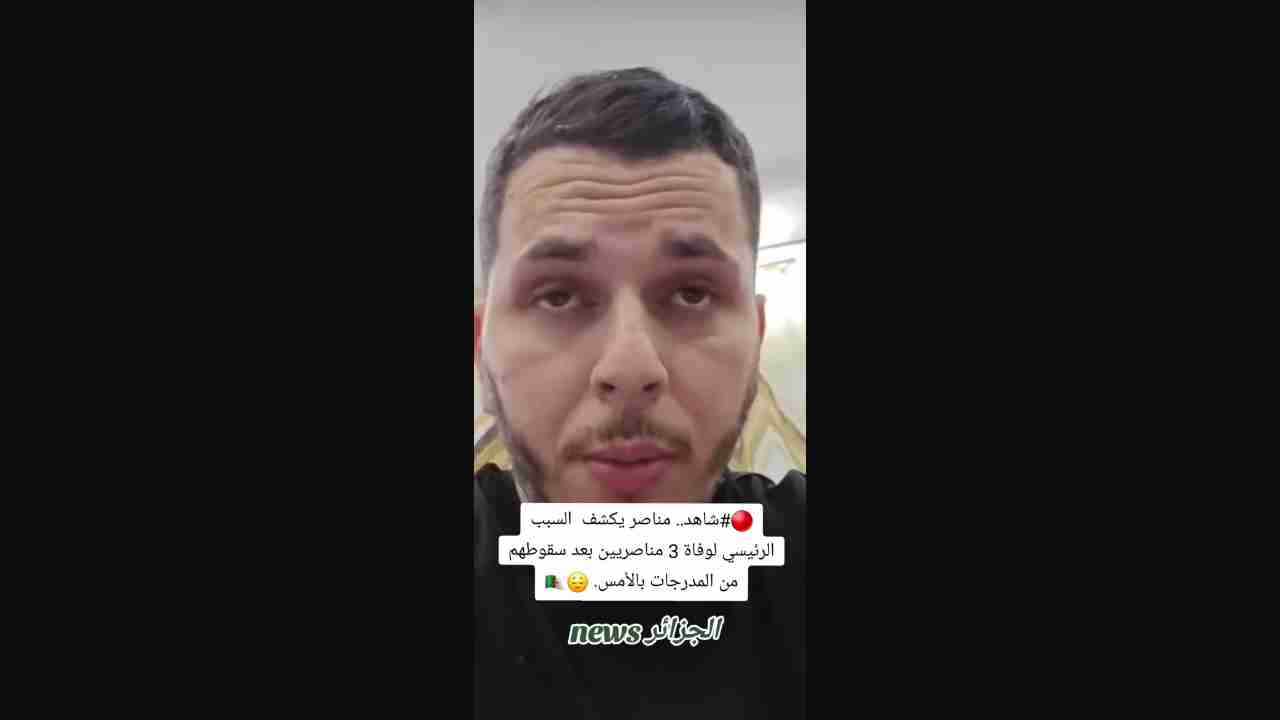 🔴#شاهد.. مناصر يكشف السبب
الرئيسي لوفاة 3 مناصريين بعد سقوطهم
من المدرجات بالأمس. 😔🇩🇿
الجزائر news